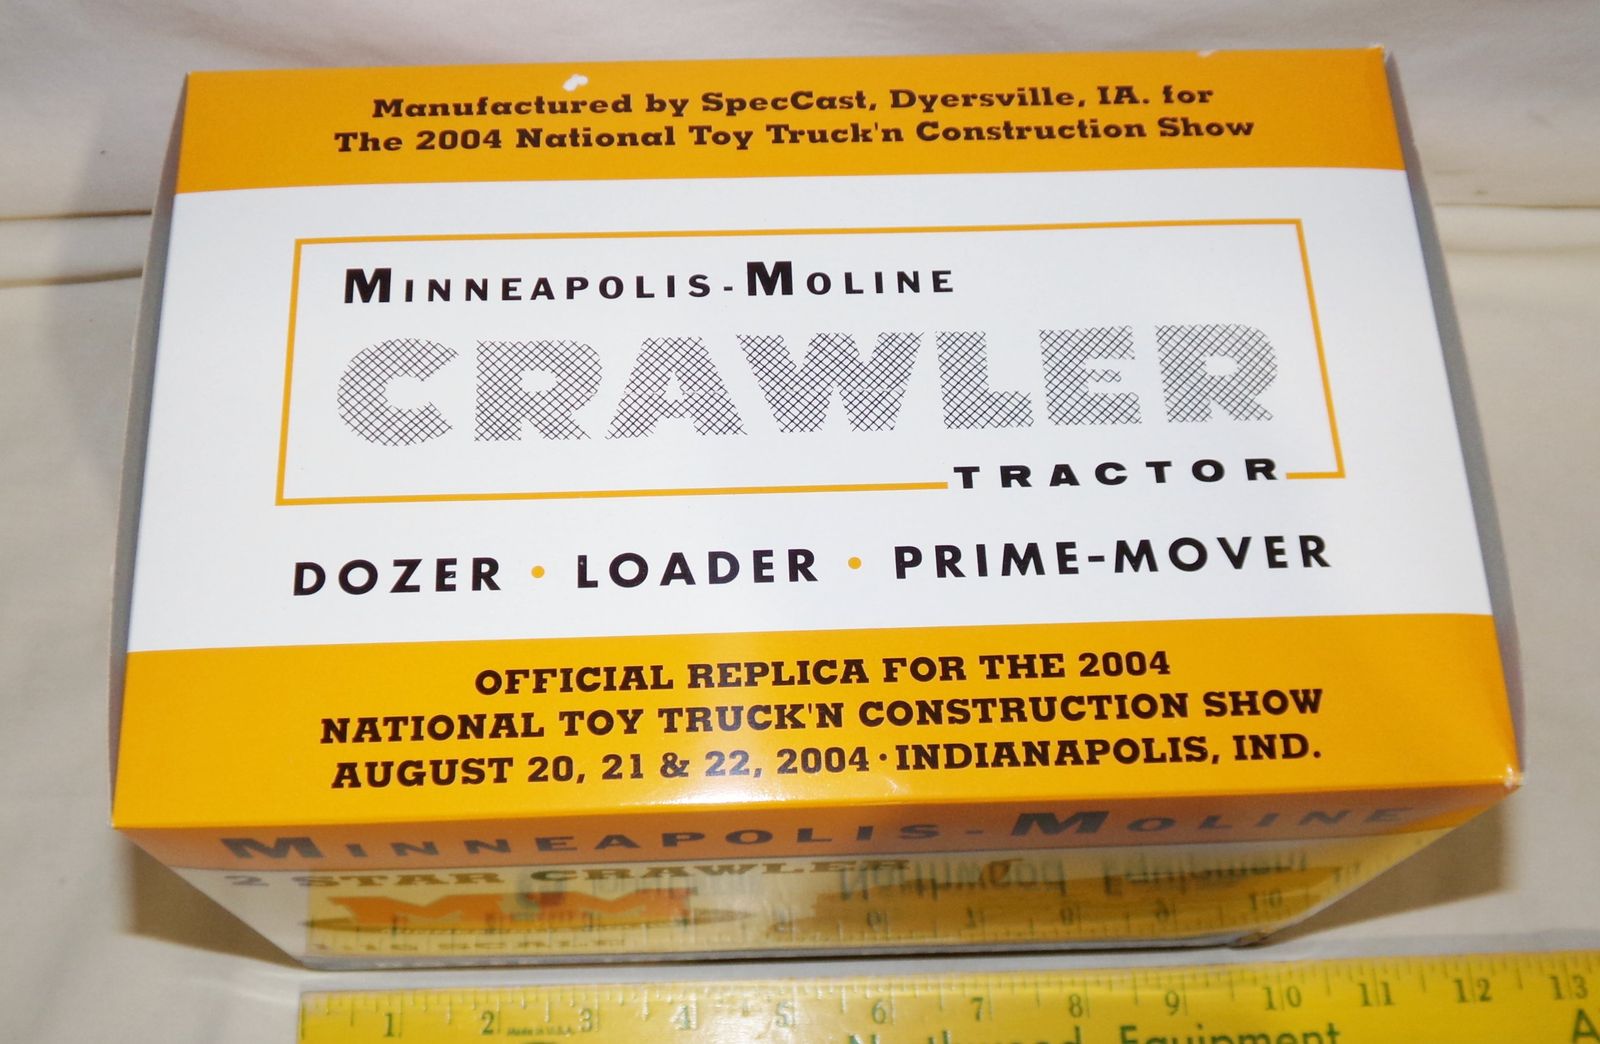 Manufactured by SpecCast, Dyersville, IA. for
The 2004 National Toy Truck'n Construction Show
MINNEAPOLIS-MOLINE
CRAWLER
TRACTOR
DOZER • LOADER • PRIME-MOVER
OFFICIAL REPLICA FOR THE 2004
NATIONAL TOY TRUCK'N CONSTRUCTION SHOW
AUGUST 20, 21 & 22, 2004 • INDIANAPOLIS, IND.
MINNEAPOLIS-MOLINE
2 STAR CRAWLER
1 2 3 4 5 6 7 8 9 10 11 12 13
Made in U.S.A.
Northwood Equipment